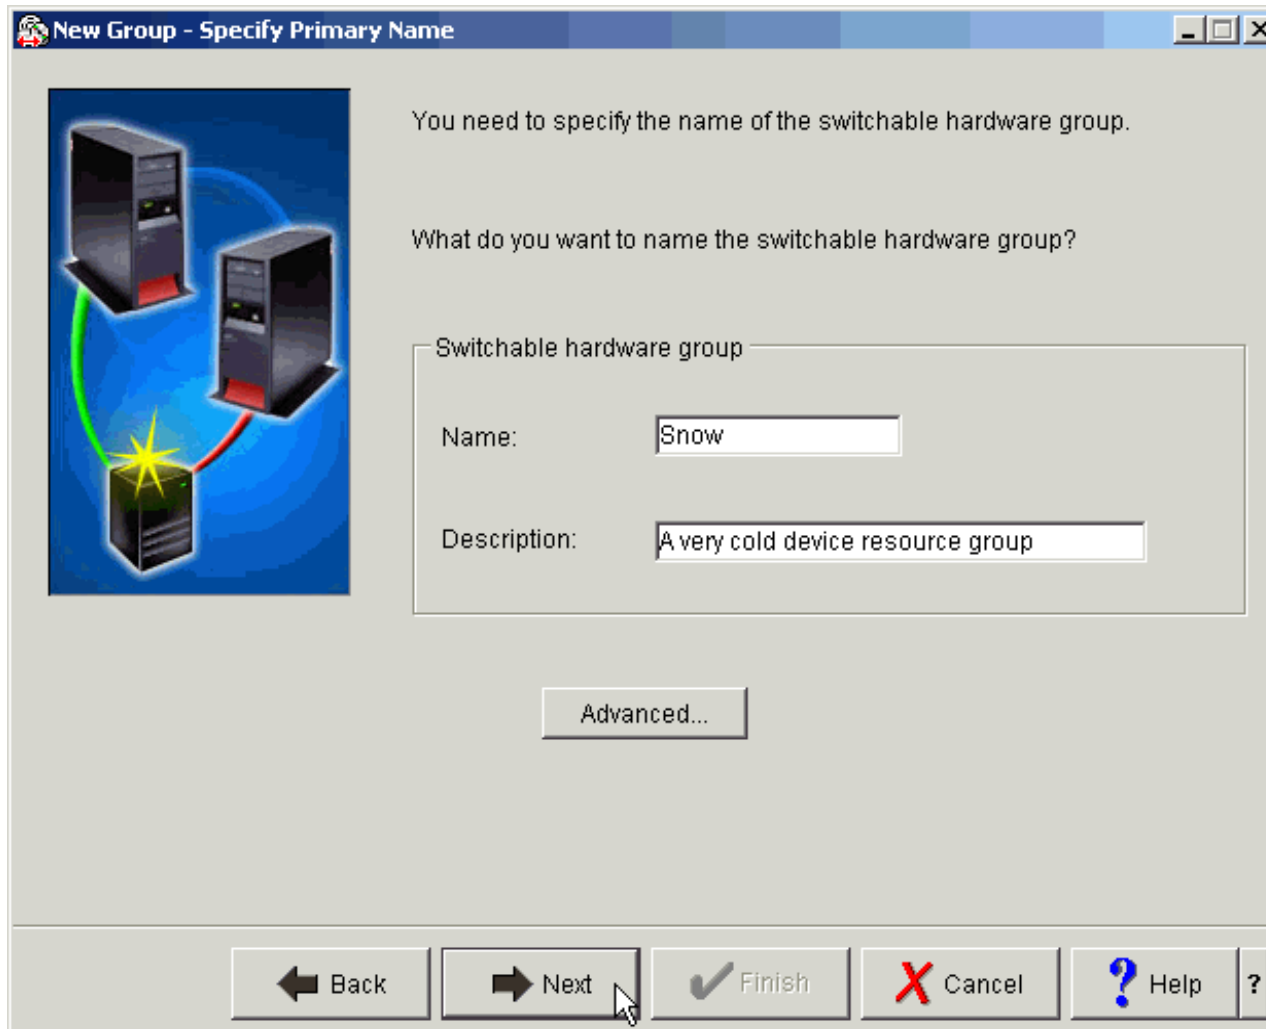 New Group - Specify Primary Name
You need to specify the name of the switchable hardware group.
What do you want to name the switchable hardware group?
Switchable hardware group
Name:
Snow
Description:
A very cold device resource group
Advanced...
Back
Next
Finish
Cancel
? Help
?